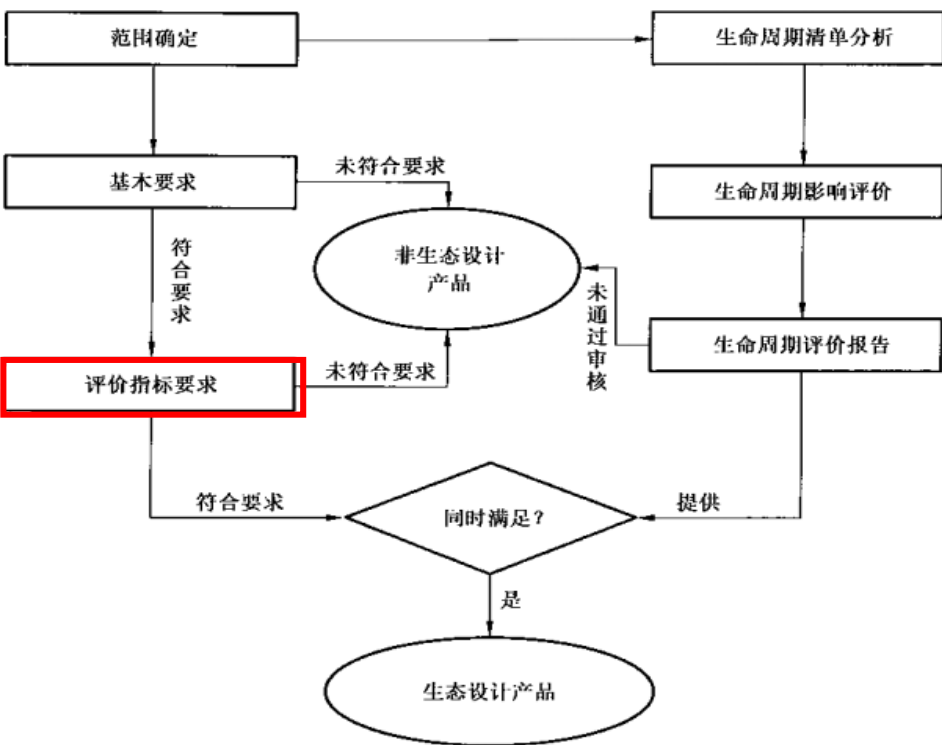 范围确定
生命周期清单分析
基本要求
未符合要求
生命周期影响评价
符合要求
非生态设计
产品
未通过审核
生命周期评价报告
评价指标要求
未符合要求
符合要求
同时满足?
提供
是
生态设计产品